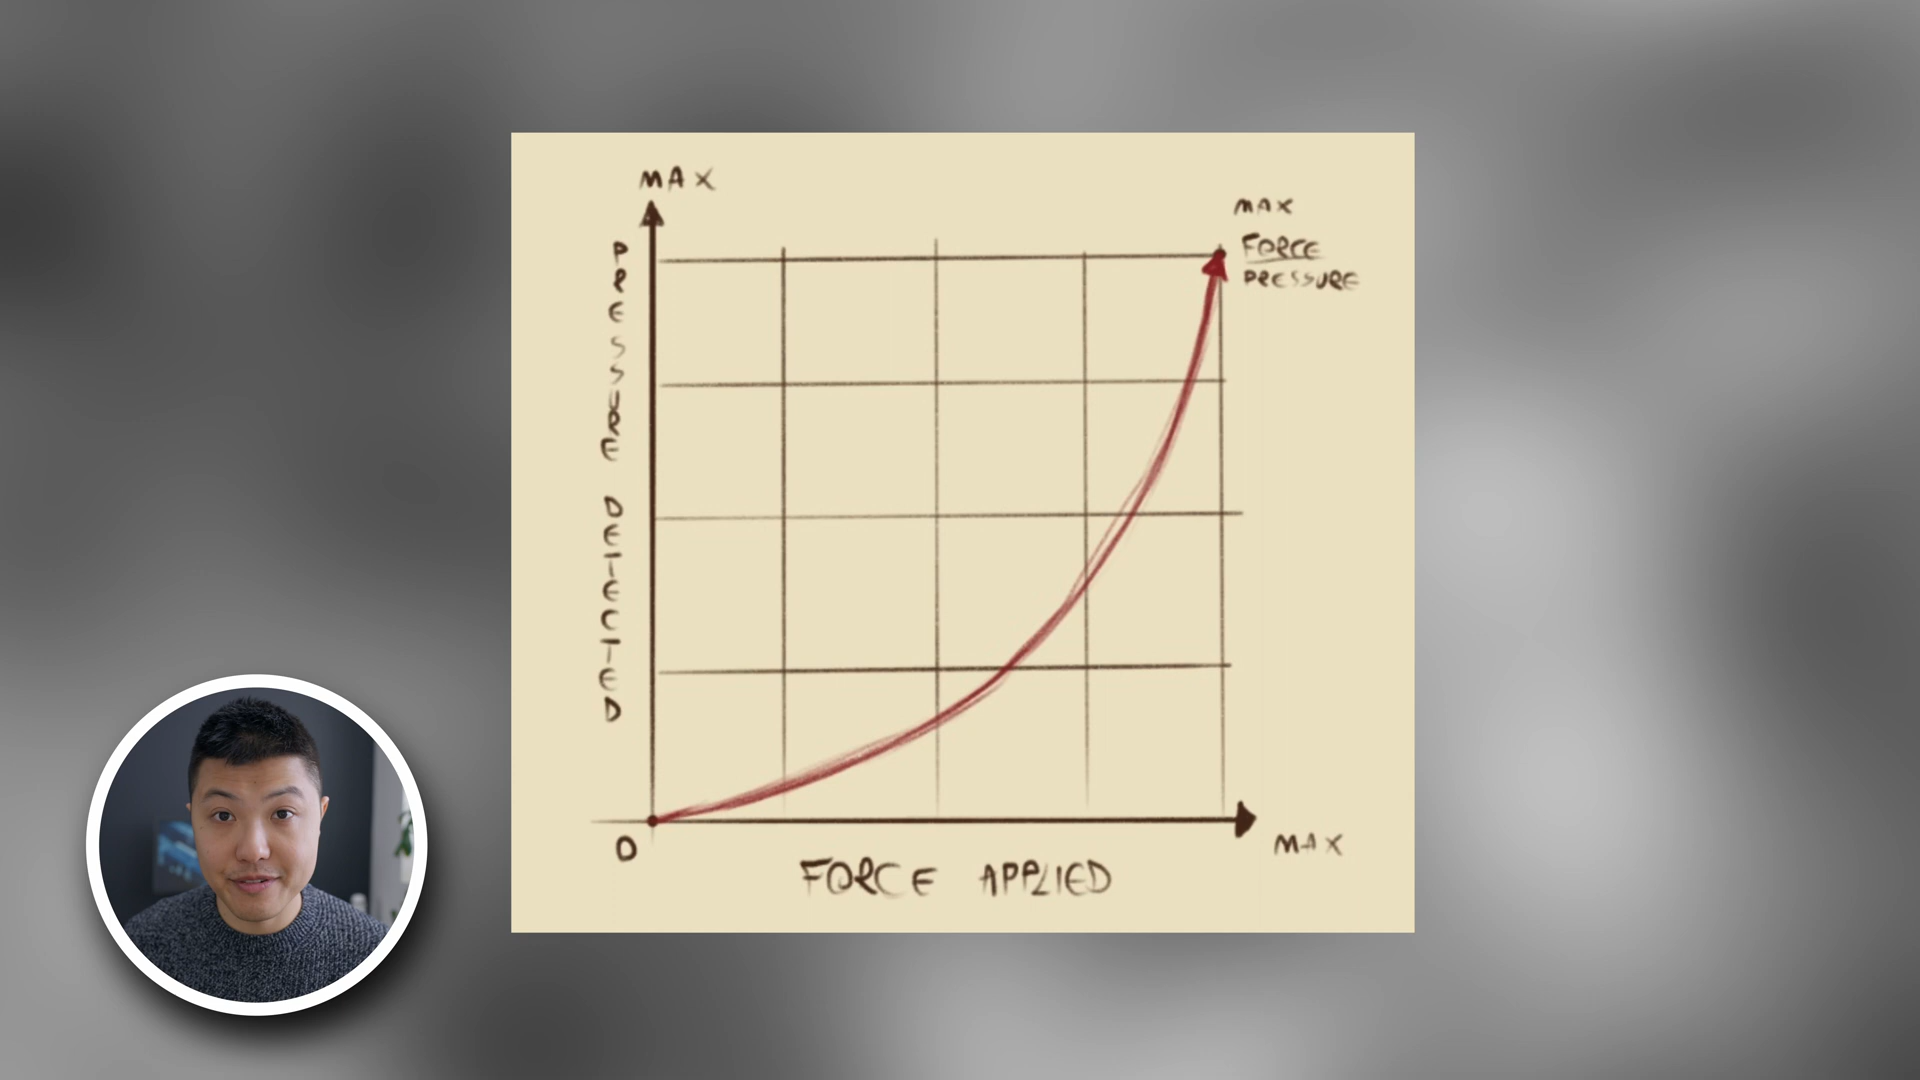 MAX
MAX
FORCE
PRESSURE
PRESSURE DETECTED
0
MAX
FORCE APPLIED